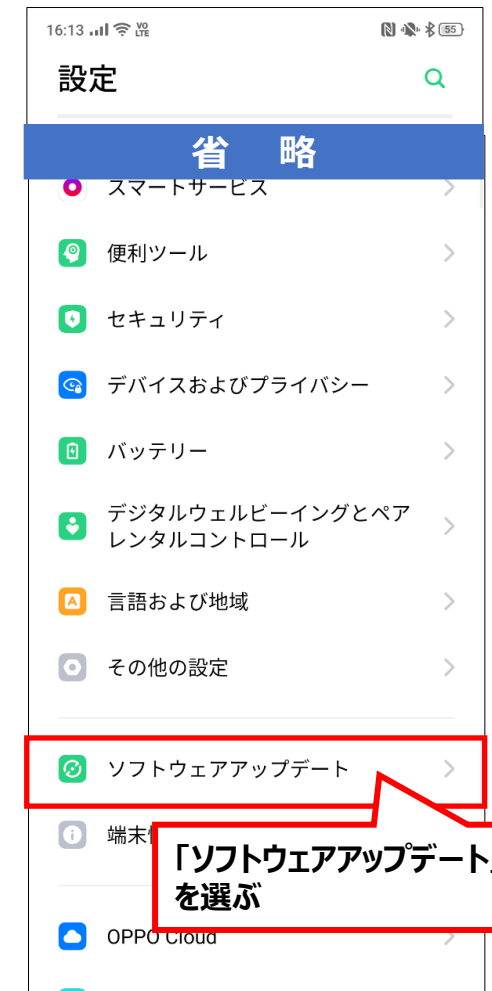 16:13 VO LTE 55
設定
省 略
スマートサービス
便利ツール
セキュリティ
デバイスおよびプライバシー
バッテリー
デジタルウェルビーイングとペア
レンタルコントロール
言語および地域
その他の設定
ソフトウェアアップデート
端末
「ソフトウェアアップデート」
を選ぶ
OPPO Cloud